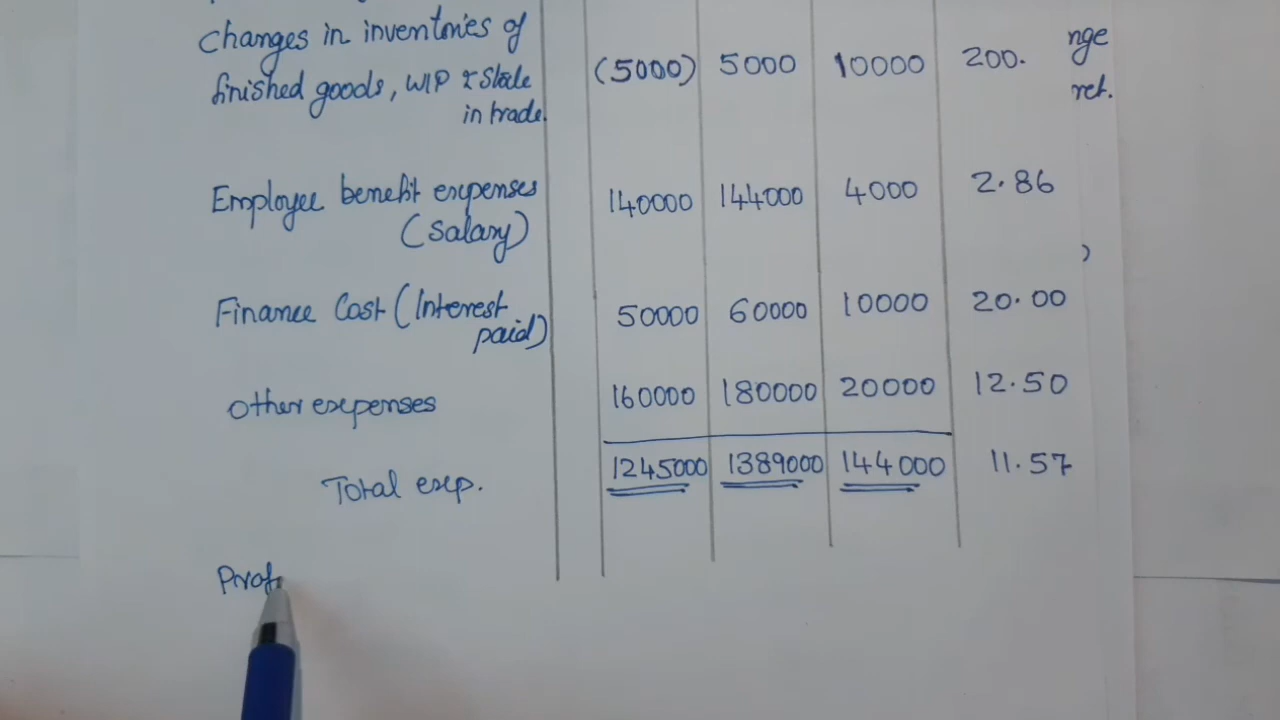 changes in inventories of
finished goods, WIP & Stock
in trade.
(5000) 5000 10000 200.
nge
ret.
Employee benefit expenses
(salary)
140000 144000 4000 2.86
)
Finance Cost (Interest
paid)
50000 60000 10000 20.00
Other expenses 160000 180000 20000 12.50
Total exp. 1245000 1389000 144000 11.57
Prof